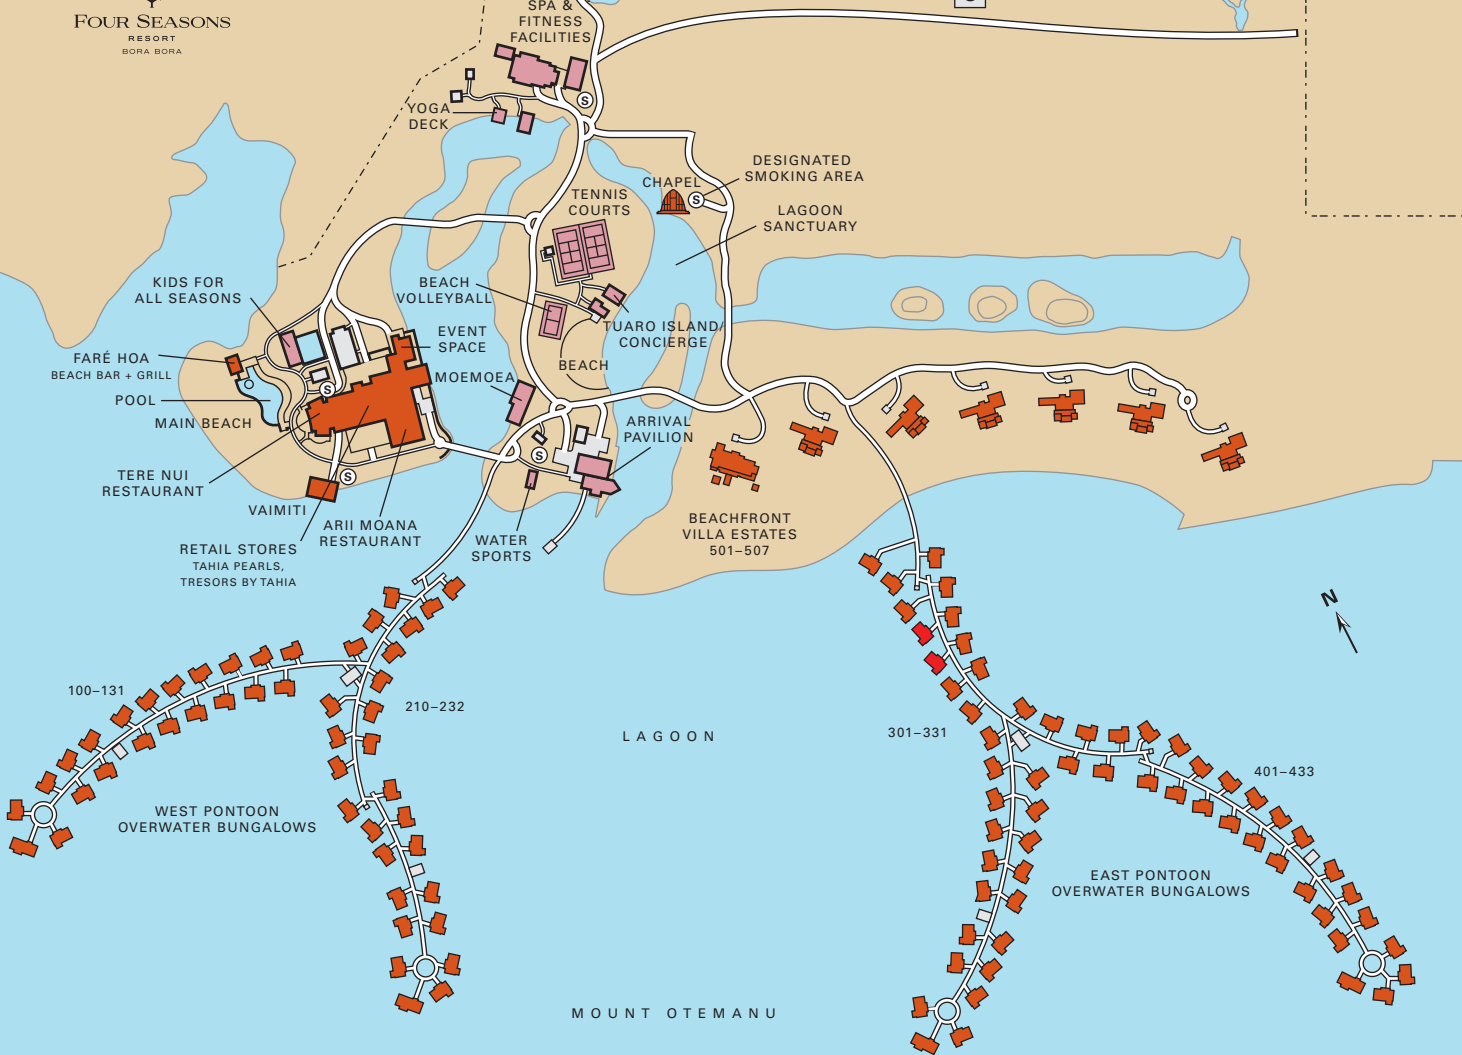 FOUR SEASONS
RESORT
BORA BORA
SPA &
FITNESS
FACILITIES
S
YOGA
DECK
DESIGNATED
SMOKING AREA
CHAPEL
S
TENNIS
COURTS
LAGOON
SANCTUARY
KIDS FOR
ALL SEASONS
BEACH
VOLLEYBALL
TUARO ISLAND/
CONCIERGE
EVENT
SPACE
FARÉ HOA
BEACH BAR + GRILL
BEACH
MOEMOEA
S
POOL
MAIN BEACH
ARRIVAL
PAVILION
S
TERE NUI
RESTAURANT
S
VAIMITI
ARII MOANA
RESTAURANT
WATER
SPORTS
BEACHFRONT
VILLA ESTATES
501–507
RETAIL STORES
TAHIA PEARLS,
TRESORS BY TAHIA
N
100–131
210–232
LAGOON
301–331
401–433
WEST PONTOON
OVERWATER BUNGALOWS
EAST PONTOON
OVERWATER BUNGALOWS
MOUNT OTEMANU